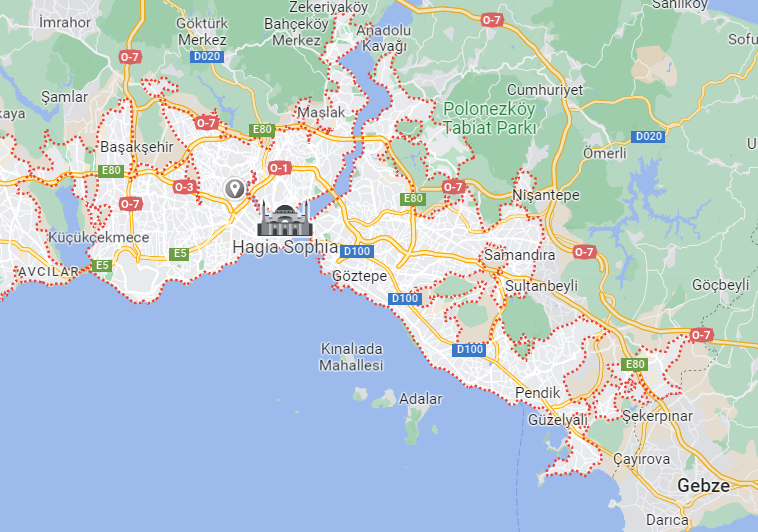 Zekeriyaköy
Sahilköy
İmrahor
Göktürk
Merkez
Bahçeköy
Merkez
O-7
Anadolu
Kavağı
Sofu
O-7
D020
Şamlar
kaya
Cumhuriyet
Maslak
Polonezköy
Tabiat Parkı
O-7
E80
D020
Başakşehir
Ömerli
O-1
E80
O-3
O-7
E80
Nişantepe
O-7
Küçükçekmece
Hagia Sophia
D100
E5
E5
AVCILAR
Samandıra
O-7
Göztepe
Sultanbeyli
Göçbeyli
D100
O-7
Kınalıada
Mahallesi
D100
E80
Adalar
Pendik
Güzelyalı
Şekerpınar
Çayırova
Gebze
Darıca